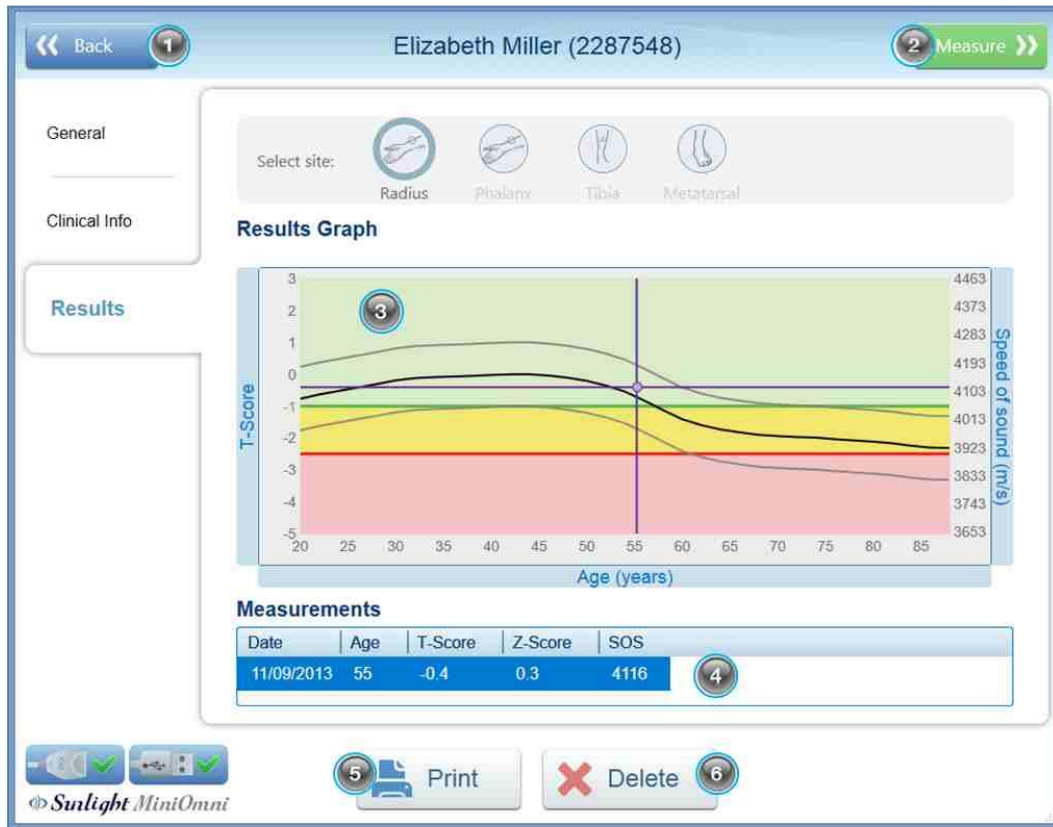 Back 1
Elizabeth Miller (2287548)
2 Measure
General
Clinical Info
Results
Select site:
Radius Phalanx Tibia Metatarsal
Results Graph
T-Score
3
2
1
0
-1
-2
-3
-4
-5
3
4463
4373
4283
4193
4103
4013
3923
3833
3743
3653
Speed of sound (m/s)
20 25 30 35 40 45 50 55 60 65 70 75 80 85
Age (years)
Measurements
Date Age T-Score Z-Score SOS
11/09/2013 55 -0.4 0.3 4116 4
5 Print
Delete 6
Sunlight MiniOmni